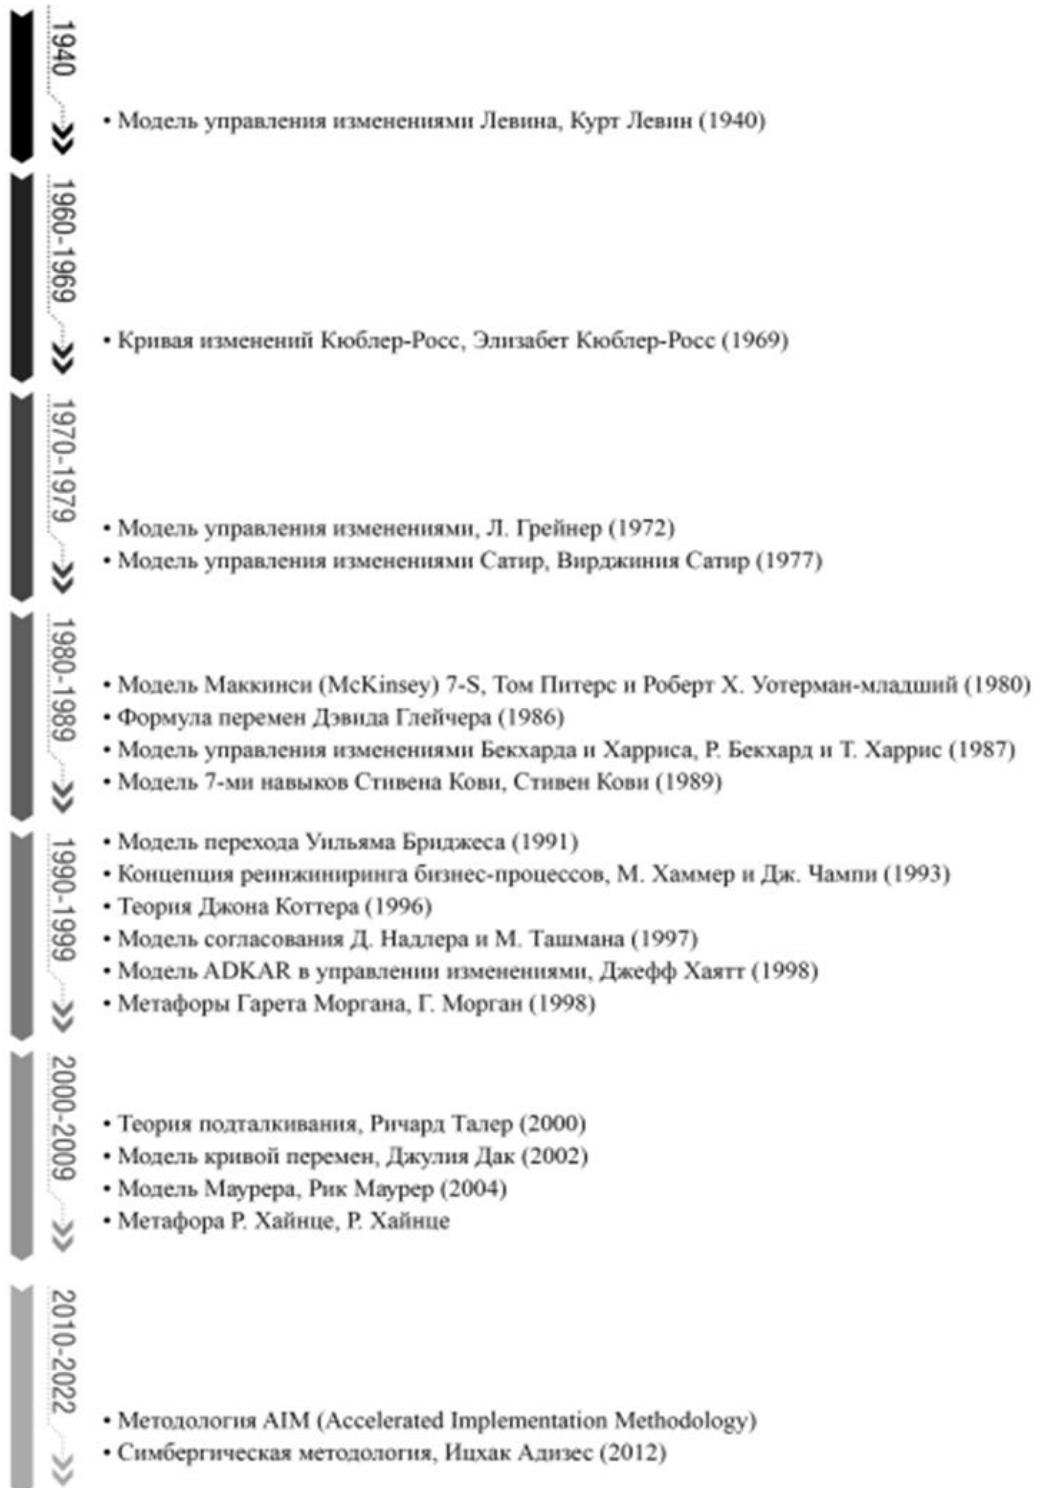 1940
• Модель управления изменениями Левина, Курт Левин (1940)
1960-1969
• Кривая изменений Кюблер-Росс, Элизабет Кюблер-Росс (1969)
1970-1979
• Модель управления изменениями, Л. Грейнер (1972)
• Модель управления изменениями Сатир, Вирджиния Сатир (1977)
1980-1989
• Модель Маккинси (McKinsey) 7-S, Том Питерс и Роберт Х. Уотерман-младший (1980)
• Формула перемен Дэвида Глейчера (1986)
• Модель управления изменениями Бекхарда и Харриса, Р. Бекхард и Т. Харрис (1987)
• Модель 7-ми навыков Стивена Кови, Стивен Кови (1989)
1990-1999
• Модель перехода Уильяма Бриджеса (1991)
• Концепция реинжиниринга бизнес-процессов, М. Хаммер и Дж. Чампи (1993)
• Теория Джона Коттера (1996)
• Модель согласования Д. Надлера и М. Ташмана (1997)
• Модель ADKAR в управлении изменениями, Джефф Хаятт (1998)
• Метафоры Гарета Моргана, Г. Морган (1998)
2000-2009
• Теория подталкивания, Ричард Талер (2000)
• Модель кривой перемен, Джулия Дак (2002)
• Модель Маурера, Рик Маурер (2004)
• Метафора Р. Хайнце, Р. Хайнце
2010-2022
• Методология AIM (Accelerated Implementation Methodology)
• Симбергическая методология, Ицхак Адизес (2012)